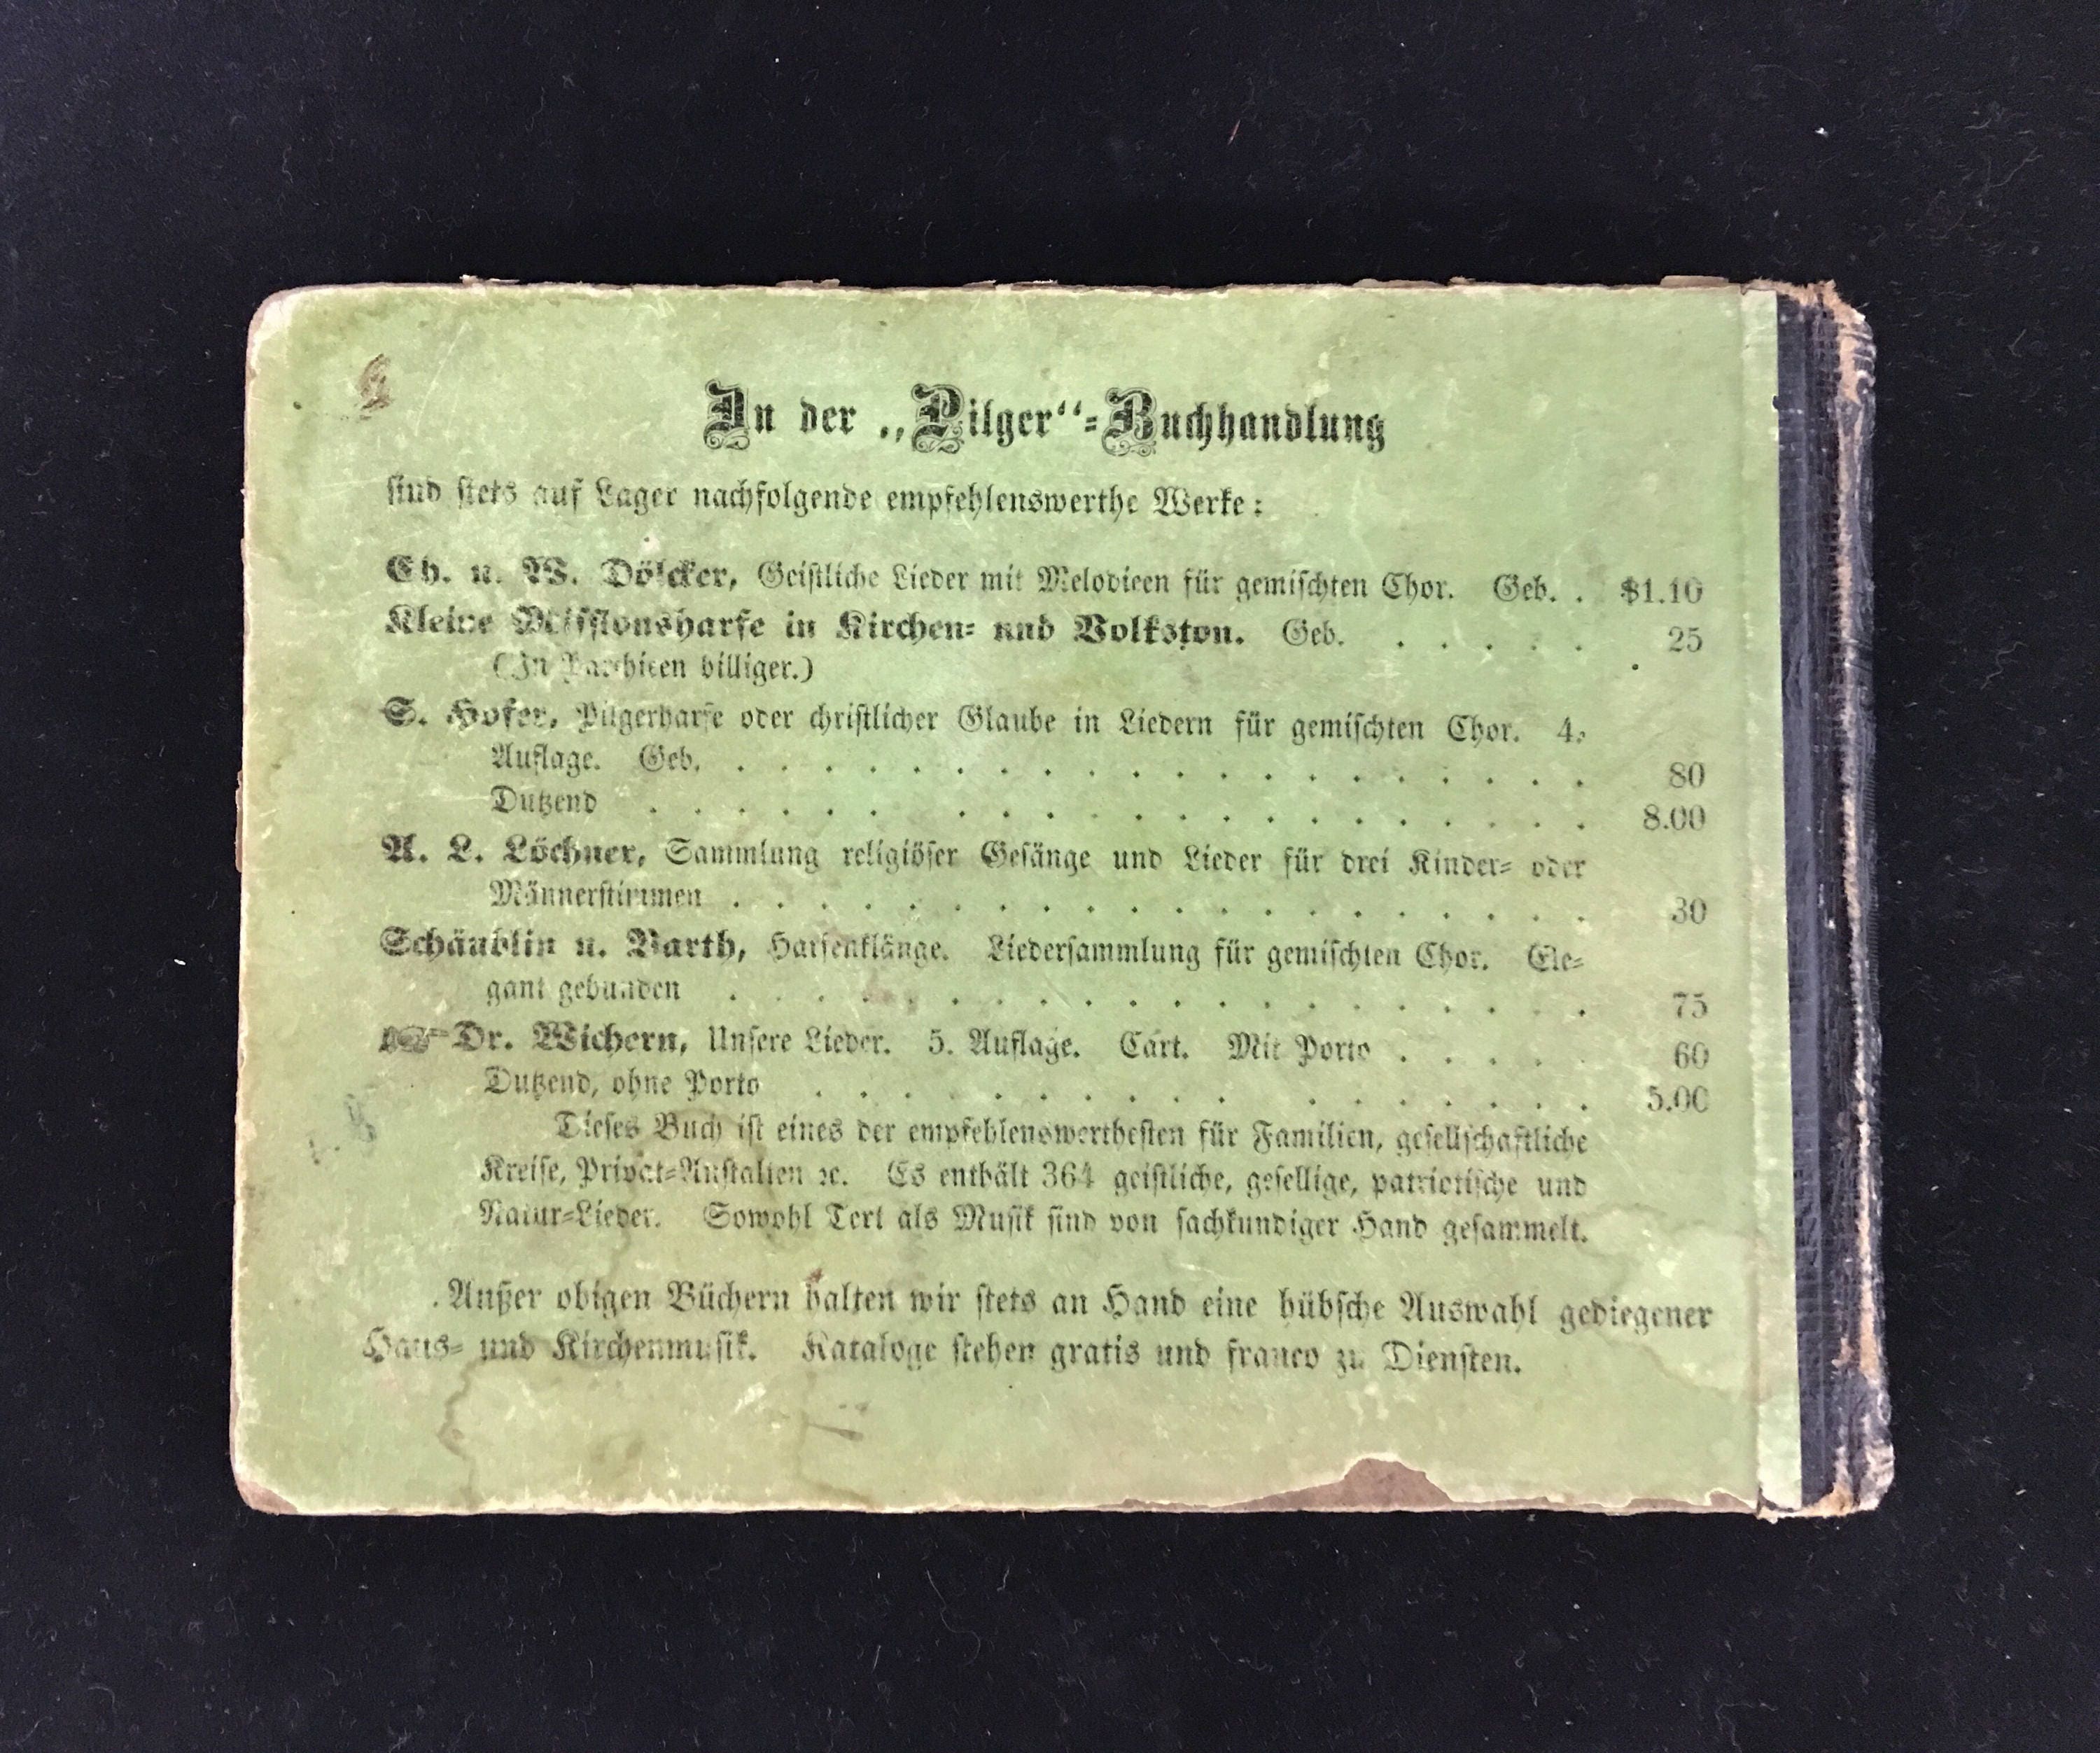 In der „Pilger“=Buchhandlung
sind stets auf Lager nachfolgende empfehlenswerthe Werke:
Ch. u. W. Dölcker, Geistliche Lieder mit Melodieen für gemischten Chor. Geb. . $1.10
Kleine Missionsharfe in Kirchen= und Volkston. Geb. . . . . . 25
(In Parthieen billiger.)
S. Hofer, Pilgerharfe oder christlicher Glaube in Liedern für gemischten Chor. 4.
Auflage. Geb. . . . . . . . . . . . . . . . . . . . . 80
Dutzend . . . . . . . . . . . . . . . . . . . . . 8.00
A. L. Löchner, Sammlung religiöser Gesänge und Lieder für drei Kinder= oder
Männerstimmen . . . . . . . . . . . . . . . . . . . . 30
Schäublin u. Barth, Harfenklänge. Liedersammlung für gemischten Chor. Ele=
gant gebunden . . . . . . . . . . . . . . . . . . . . 75
☞ Dr. Wichern, Unsere Lieder. 5. Auflage. Cart. Mit Porto . . . . . 60
Dutzend, ohne Porto . . . . . . . . . . . . . . . . . 5.00
Dieses Buch ist eines der empfehlenswerthesten für Familien, gesellschaftliche
Kreise, Privat=Anstalten ꝛc. Es enthält 364 geistliche, gesellige, patriotische und
Natur=Lieder. Sowohl Text als Musik sind von sachkundiger Hand gesammelt.
Außer obigen Büchern halten wir stets an Hand eine hübsche Auswahl gediegener
Haus= und Kirchenmusik. Kataloge stehen gratis und franco zu Diensten.